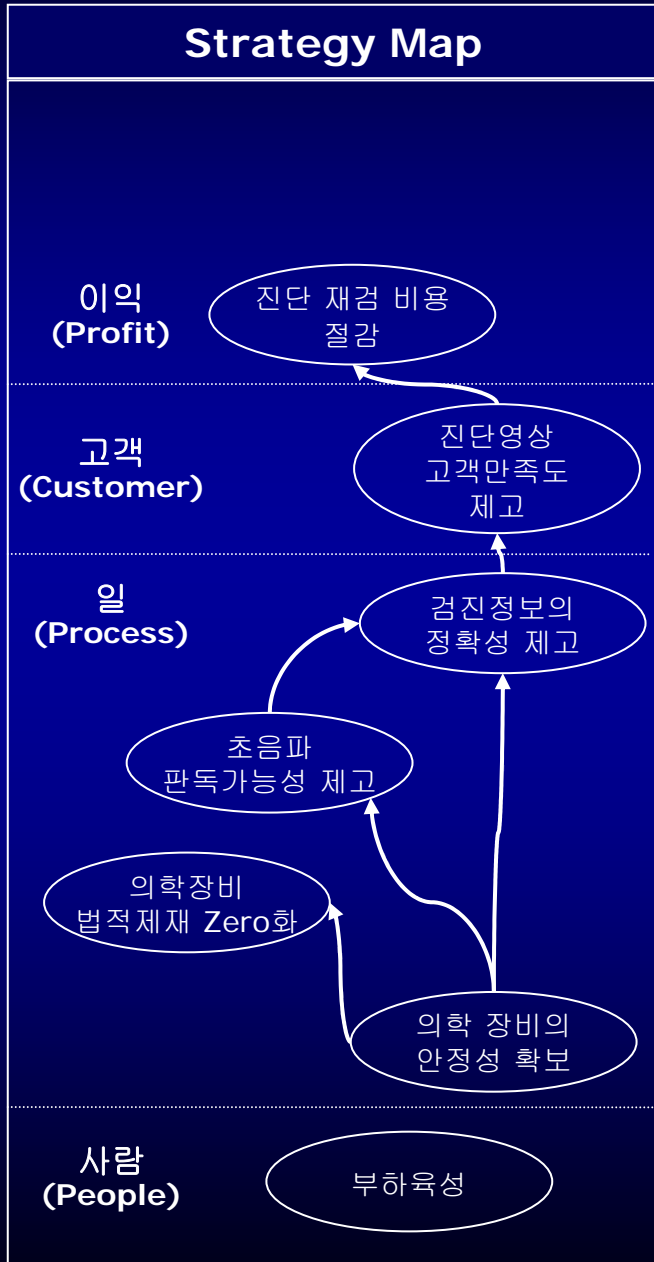 Strategy Map
이익
(Profit)
진단 재검 비용
절감
고객
(Customer)
진단영상
고객만족도
제고
일
(Process)
검진정보의
정확성 제고
초음파
판독가능성 제고
의학장비
법적제재 Zero화
의학 장비의
안정성 확보
사람
(People)
부하육성